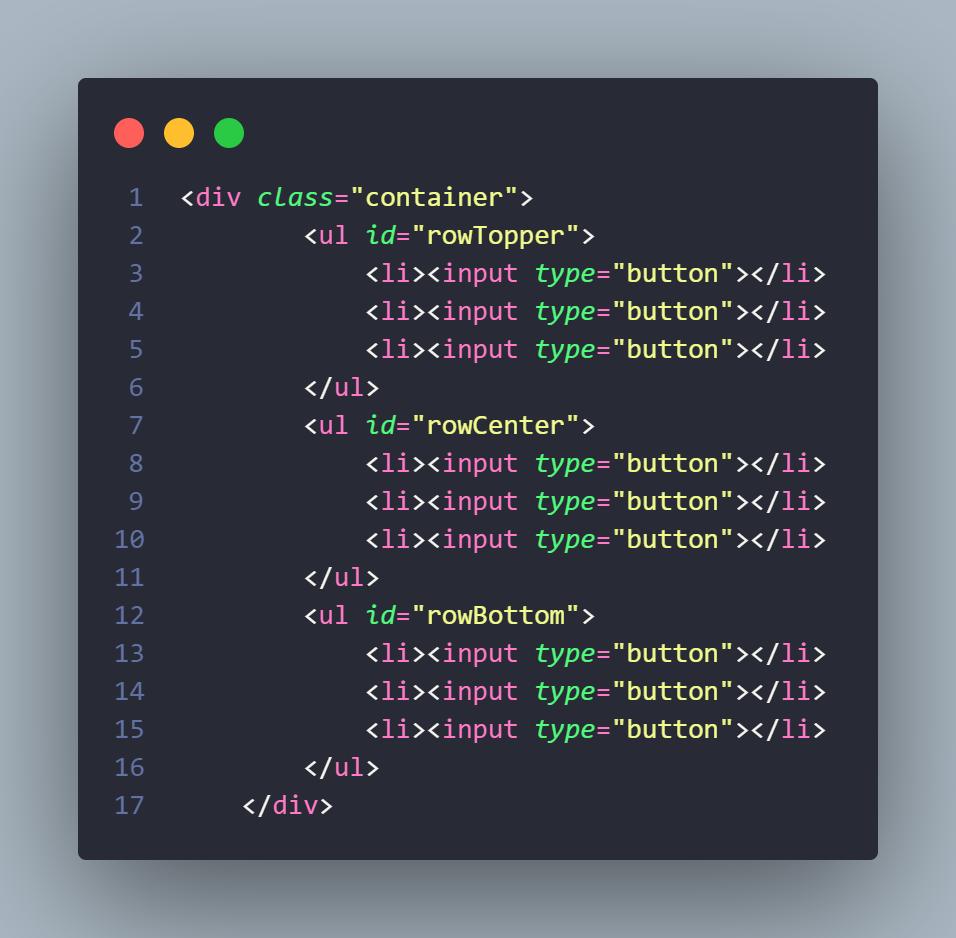 1 <div class="container">
2         <ul id="rowTopper">
3             <li><input type="button"></li>
4             <li><input type="button"></li>
5             <li><input type="button"></li>
6         </ul>
7         <ul id="rowCenter">
8             <li><input type="button"></li>
9             <li><input type="button"></li>
10             <li><input type="button"></li>
11         </ul>
12         <ul id="rowBottom">
13             <li><input type="button"></li>
14             <li><input type="button"></li>
15             <li><input type="button"></li>
16         </ul>
17     </div>